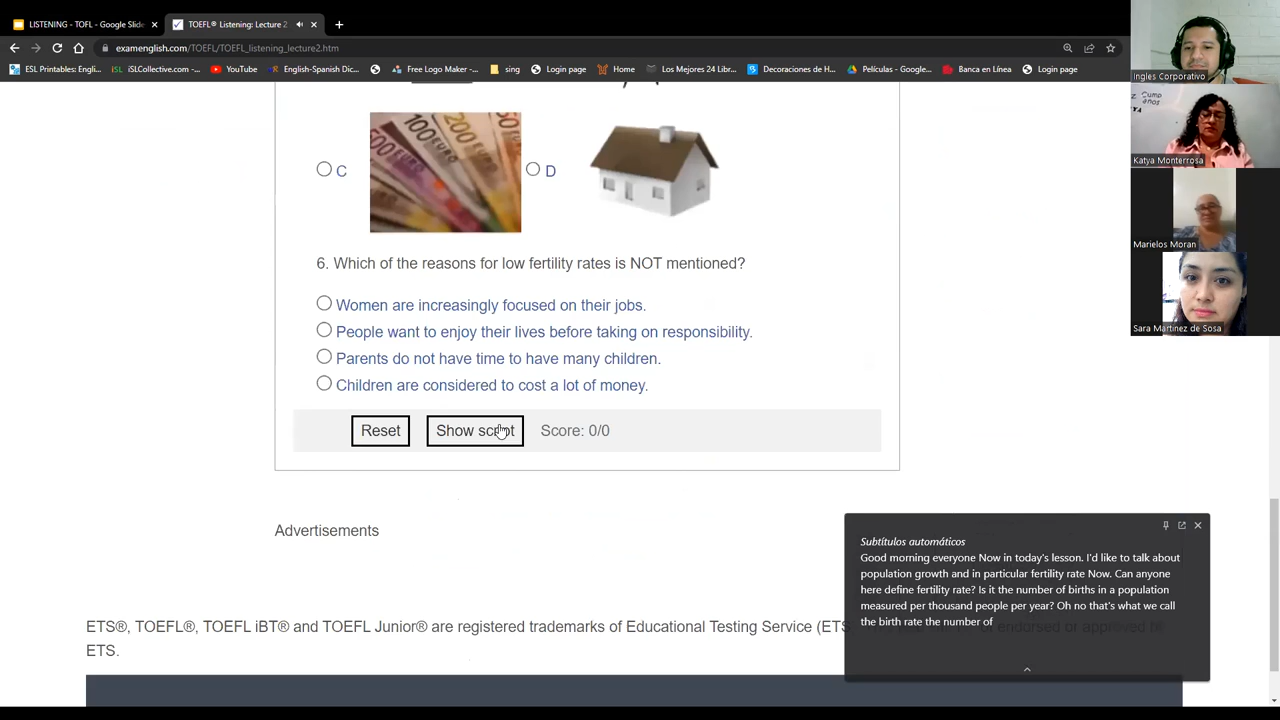 LISTENING - TOFL - Google Slide
TOEFL® Listening: Lecture 2
examenglish.com/TOEFL/TOEFL_listening_lecture2.htm
ESL Printables: Engli...
iSLCollective.com -...
YouTube
English-Spanish Dic...
Free Logo Maker -...
sing
Login page
Home
Los Mejores 24 Libr...
Decoraciones de H...
Películas - Google...
Banca en Línea
Login page
Ingles Corporativo
Katya Monterrosa
Marielos Moran
Sara Martinez de Sosa
C
D
6. Which of the reasons for low fertility rates is NOT mentioned?
Women are increasingly focused on their jobs.
People want to enjoy their lives before taking on responsibility.
Parents do not have time to have many children.
Children are considered to cost a lot of money.
Reset
Show script
Score: 0/0
Advertisements
Subtítulos automáticos
Good morning everyone Now in today's lesson. I'd like to talk about
population growth and in particular fertility rate Now. Can anyone
here define fertility rate? Is it the number of births in a population
measured per thousand people per year? Oh no that's what we call
the birth rate the number of
ETS®, TOEFL®, TOEFL iBT® and TOEFL Junior® are registered trademarks of Educational Testing Service (ETS
ETS.